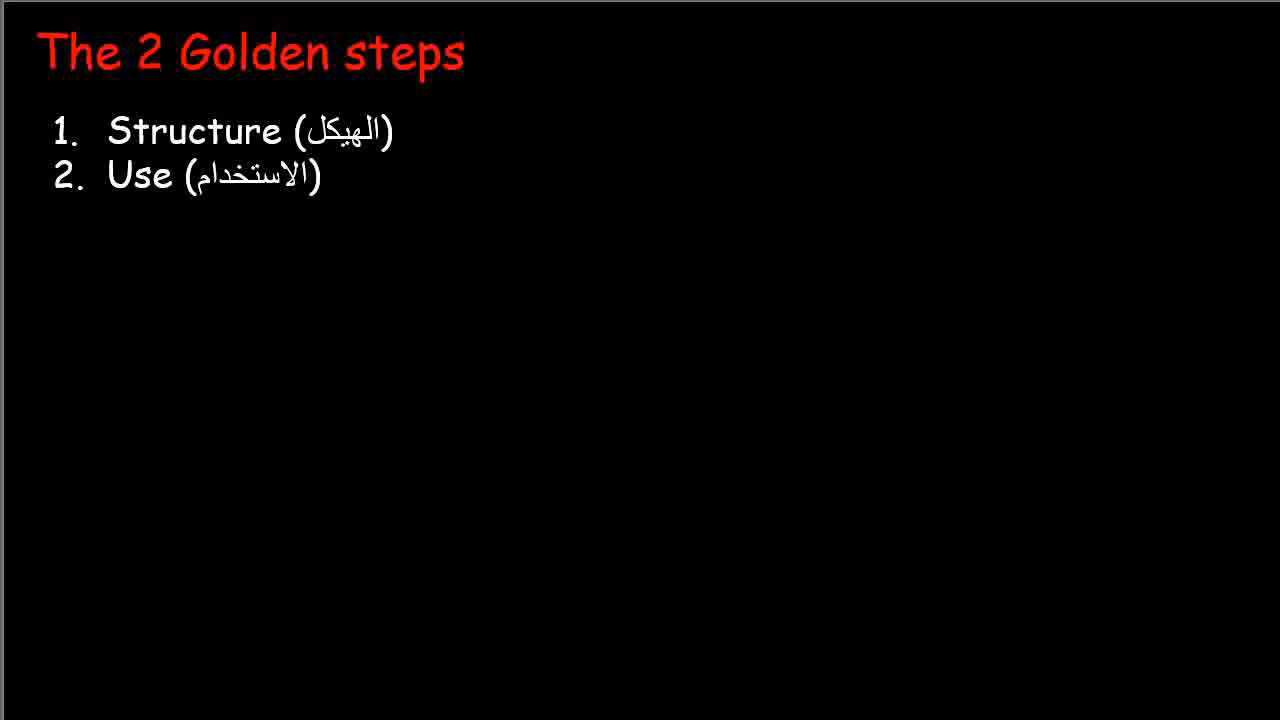 The 2 Golden steps
1. Structure (الهيكل)
2. Use (الاستخدام)